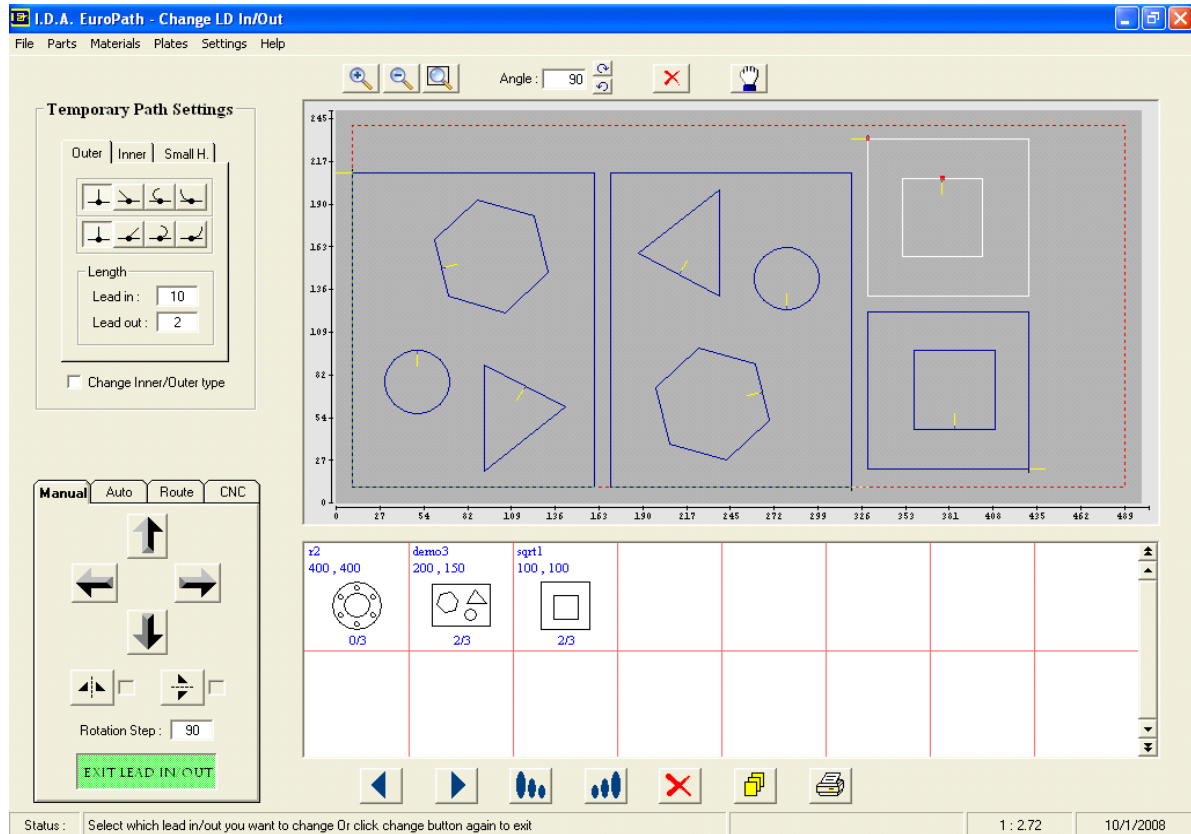 I.D.A. EuroPath - Change LD In/Out
File Parts Materials Plates Settings Help
Angle : 90
Temporary Path Settings
Outer Inner Small H.
Length
Lead in : 10
Lead out : 2
Change Inner/Outer type
245
217
190
163
136
109
82
54
27
0
0 27 54 82 109 136 163 190 217 245 272 299 326 353 381 408 435 462 489
Manual Auto Route CNC
Rotation Step : 90
EXIT LEAD IN/OUT
r2 demo3 sqrt1
400 , 400 200 , 150 100 , 100
0/3 2/3 2/3
Status : Select which lead in/out you want to change Or click change button again to exit 1 : 2.72 10/1/2008